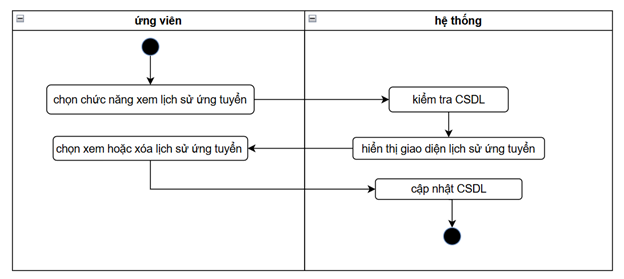 ứng viên
hệ thống
chọn chức năng xem lịch sử ứng tuyển
kiểm tra CSDL
chọn xem hoặc xóa lịch sử ứng tuyển
hiển thị giao diện lịch sử ứng tuyển
cập nhật CSDL